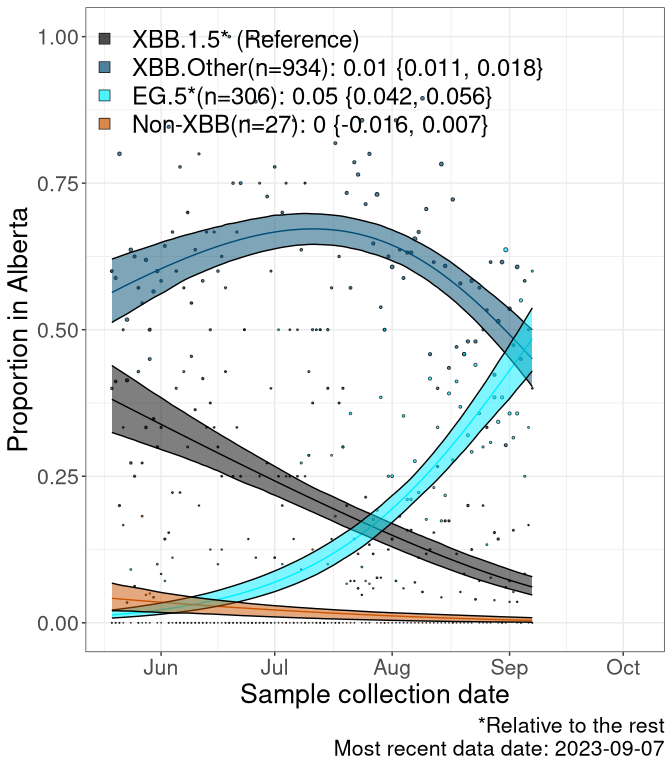 1.00
XBB.1.5* (Reference)
XBB.Other(n=934): 0.01 {0.011, 0.018}
EG.5*(n=306): 0.05 {0.042, 0.056}
Non-XBB(n=27): 0 {-0.016, 0.007}
0.75
0.50
0.25
0.00
Proportion in Alberta
Jun Jul Aug Sep Oct
Sample collection date
*Relative to the rest
Most recent data date: 2023-09-07